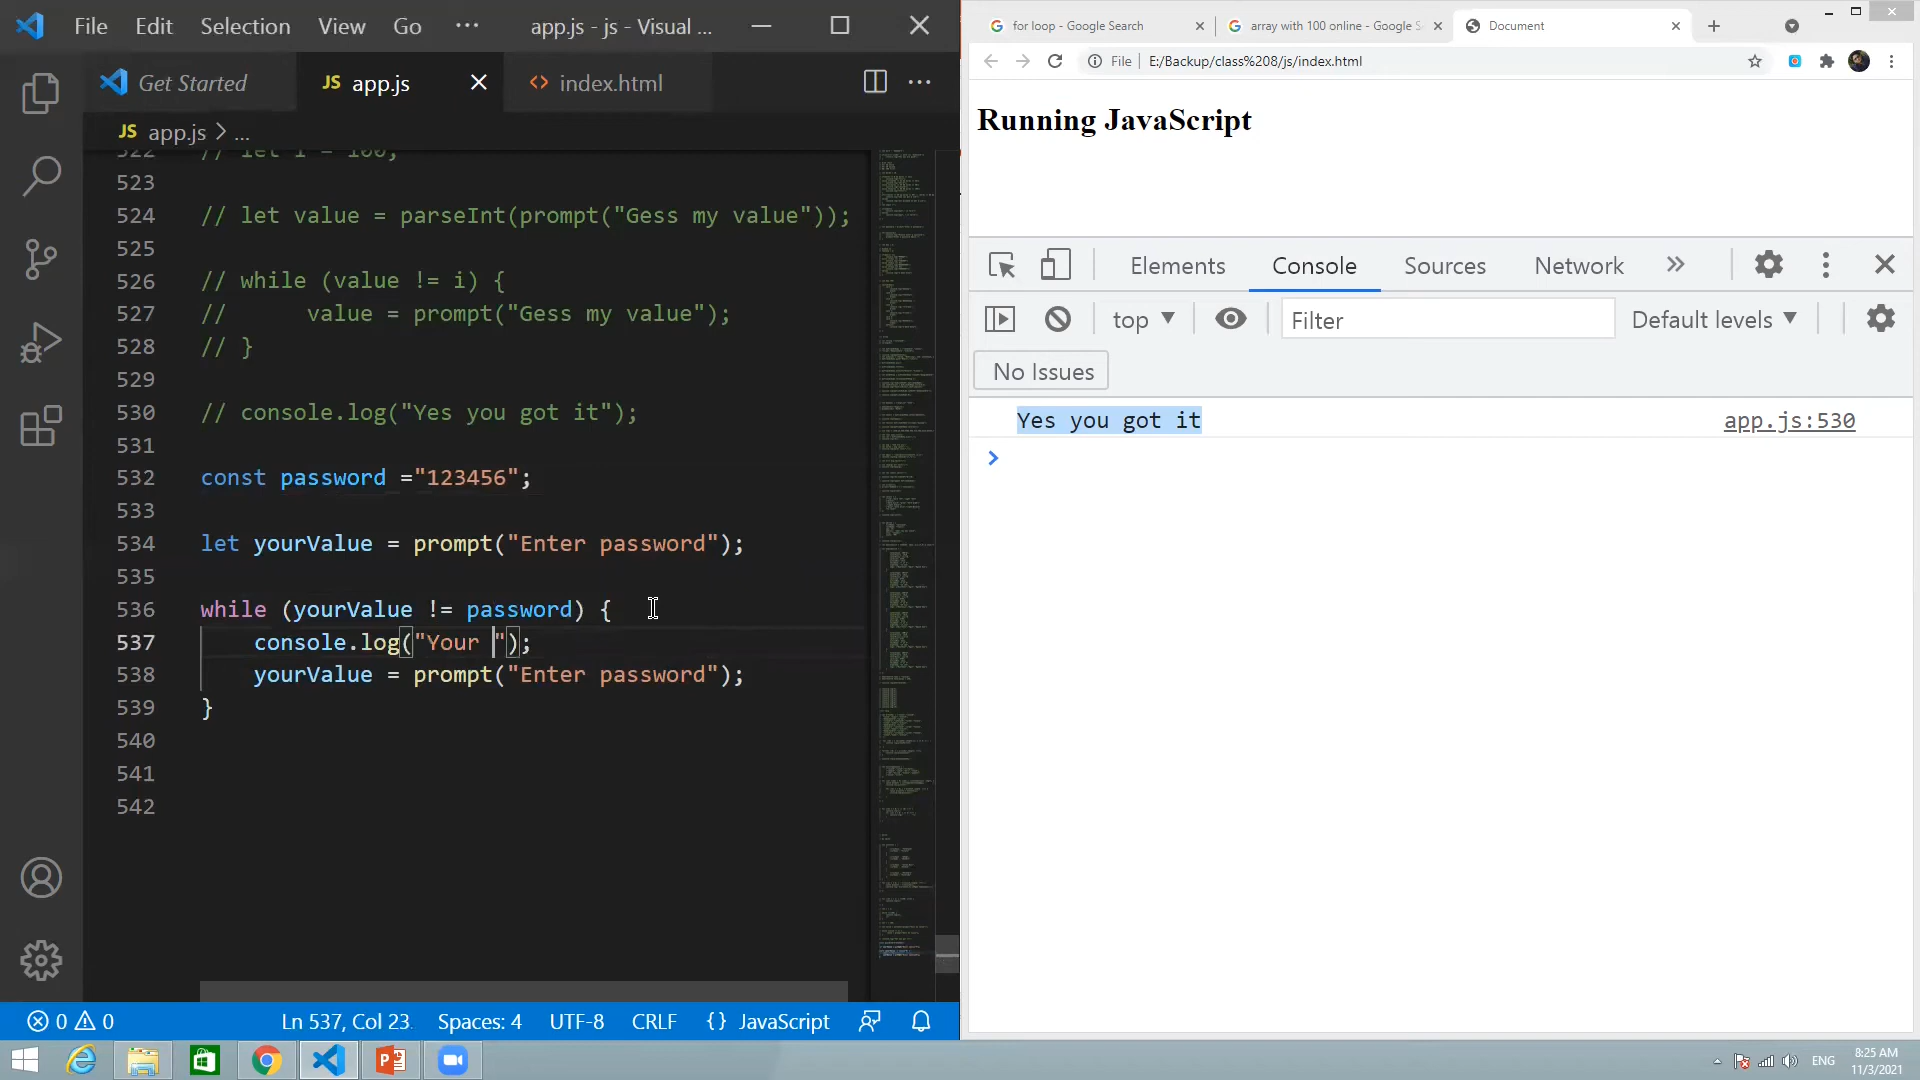 File Edit Selection View Go ··· app.js - js - Visual ...
Get Started JS app.js index.html
JS app.js > ...
522 // let i = 100;
523
524 // let value = parseInt(prompt("Gess my value"));
525
526 // while (value != i) {
527 // value = prompt("Gess my value");
528 // }
529
530 // console.log("Yes you got it");
531
532 const password ="123456";
533
534 let yourValue = prompt("Enter password");
535
536 while (yourValue != password) {
537 console.log("Your ");
538 yourValue = prompt("Enter password");
539 }
540
541
542
0 0 Ln 537, Col 23 Spaces: 4 UTF-8 CRLF {} JavaScript
for loop - Google Search array with 100 online - Google S Document
File E:/Backup/class%208/js/index.html
Running JavaScript
Elements Console Sources Network »
top Filter Default levels
No Issues
Yes you got it app.js:530
>
ENG 8:25 AM
11/3/2021